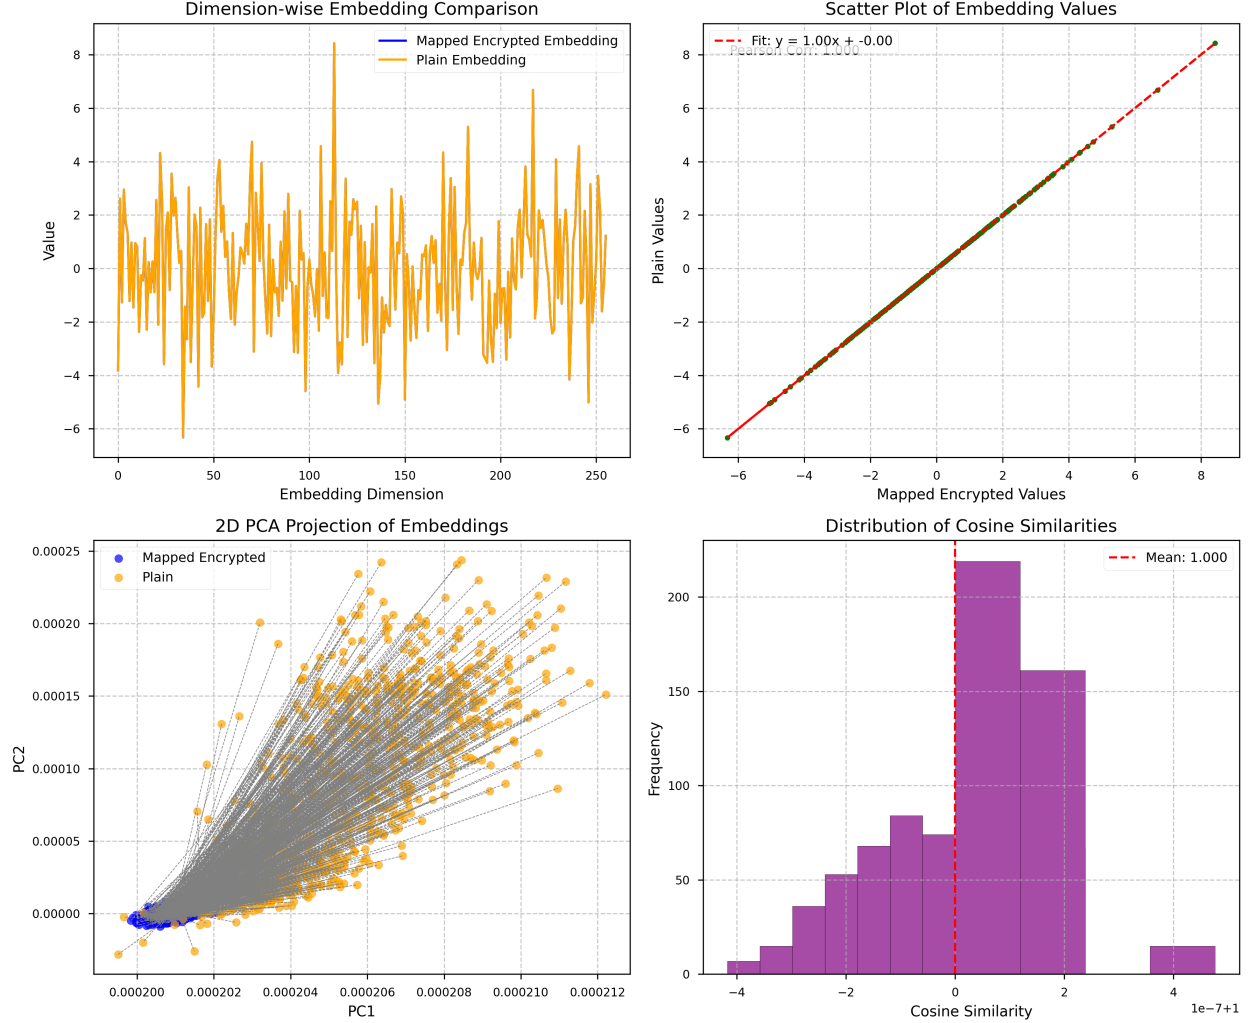 Dimension-wise Embedding Comparison
Mapped Encrypted Embedding
Plain Embedding
8
6
4
2
0
−2
−4
−6
Value
0 50 100 150 200 250
Embedding Dimension
Scatter Plot of Embedding Values
Fit: y = 1.00x + -0.00
Pearson Corr: 1.000
8
6
4
2
0
−2
−4
−6
Plain Values
−6 −4 −2 0 2 4 6 8
Mapped Encrypted Values
2D PCA Projection of Embeddings
Mapped Encrypted
Plain
0.00025
0.00020
0.00015
0.00010
0.00005
0.00000
PC2
0.000200 0.000202 0.000204 0.000206 0.000208 0.000210 0.000212
PC1
Distribution of Cosine Similarities
Mean: 1.000
200
150
100
50
0
Frequency
−4 −2 0 2 4
1e−7+1
Cosine Similarity